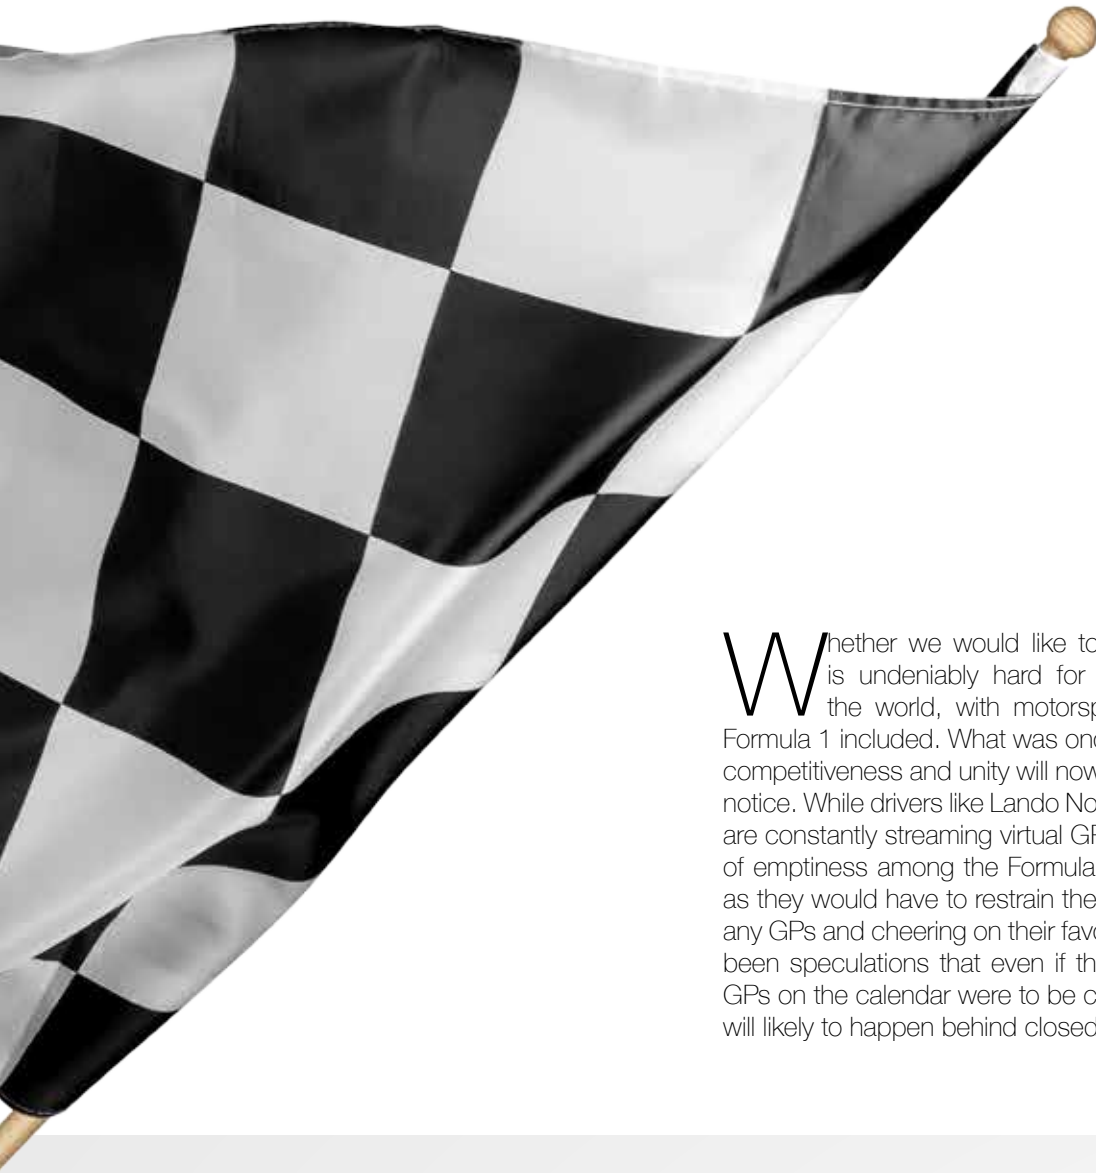 Whether we would like to
is undeniably hard for
the world, with motorsp
Formula 1 included. What was onc
competitiveness and unity will now
notice. While drivers like Lando No
are constantly streaming virtual GP
of emptiness among the Formula
as they would have to restrain the
any GPs and cheering on their favo
been speculations that even if th
GPs on the calendar were to be c
will likely to happen behind closed